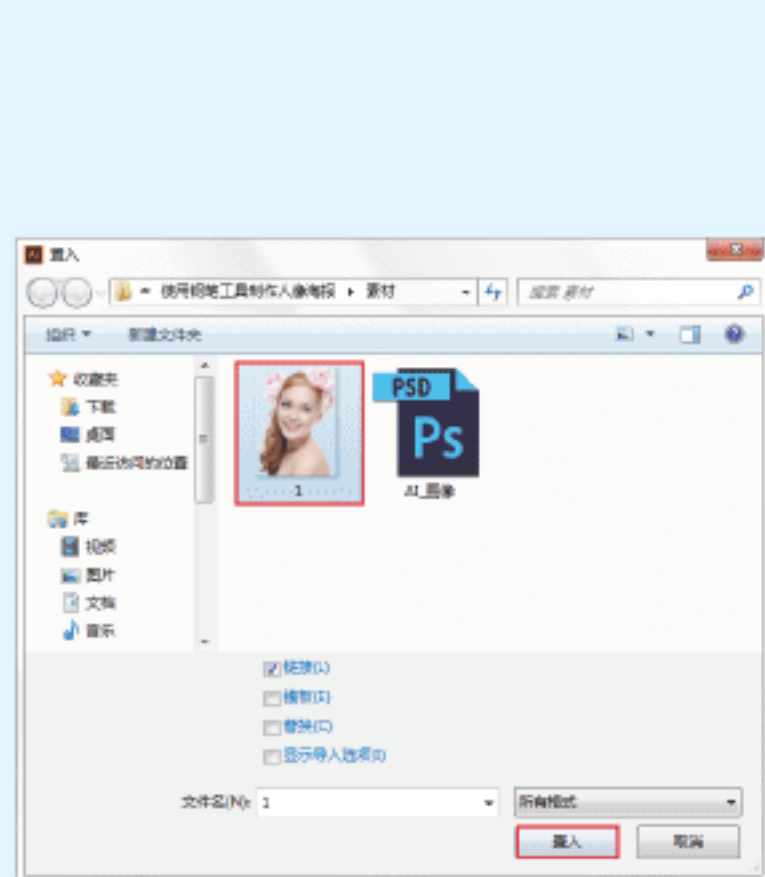 Ai 置入
使用钢笔工具制作人像海报 ▸ 素材
搜索 素材
组织 新建文件夹
收藏夹
下载
桌面
最近访问的位置
库
视频
图片
文档
音乐
PSD
Ps
1
AI_图像
链接(L)
模板(T)
替换(C)
显示导入选项(I)
文件名(N): 1
所有格式
置入 取消